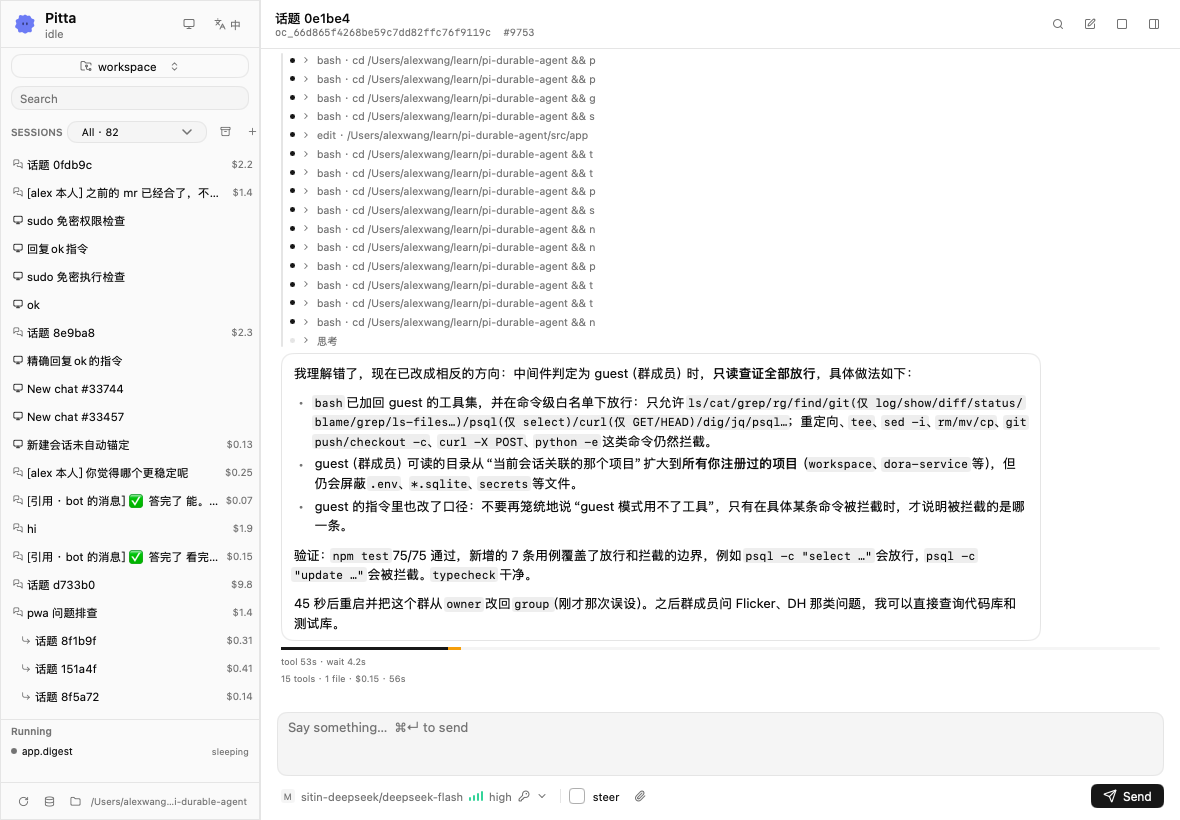 Pitta
idle
中
workspace
Search
SESSIONS
All · 82
话题 0fdb9c
$2.2
[alex 本人] 之前的 mr 已经合了，不...
$1.4
sudo 免密权限检查
回复ok指令
sudo 免密执行检查
ok
话题 8e9ba8
$2.3
精确回复ok的指令
New chat #33744
New chat #33457
新建会话未自动锚定
$0.13
[alex 本人] 你觉得哪个更稳定呢
$0.25
[引用 · bot 的消息] ✅ 答完了 能。...
$0.07
hi
$1.9
[引用 · bot 的消息] ✅ 答完了 看完...
$0.15
话题 d733b0
$9.8
pwa 问题排查
$1.4
话题 8f1b9f
$0.31
话题 151a4f
$0.41
话题 8f5a72
$0.14
Running
app.digest
sleeping
/Users/alexwang...i-durable-agent
话题 0e1be4
oc_66d865f4268be59c7dd82ffc76f9119c #9753
bash · cd /Users/alexwang/learn/pi-durable-agent && p
bash · cd /Users/alexwang/learn/pi-durable-agent && p
bash · cd /Users/alexwang/learn/pi-durable-agent && g
bash · cd /Users/alexwang/learn/pi-durable-agent && s
edit · /Users/alexwang/learn/pi-durable-agent/src/app
bash · cd /Users/alexwang/learn/pi-durable-agent && t
bash · cd /Users/alexwang/learn/pi-durable-agent && t
bash · cd /Users/alexwang/learn/pi-durable-agent && p
bash · cd /Users/alexwang/learn/pi-durable-agent && s
bash · cd /Users/alexwang/learn/pi-durable-agent && n
bash · cd /Users/alexwang/learn/pi-durable-agent && n
bash · cd /Users/alexwang/learn/pi-durable-agent && p
bash · cd /Users/alexwang/learn/pi-durable-agent && t
bash · cd /Users/alexwang/learn/pi-durable-agent && t
bash · cd /Users/alexwang/learn/pi-durable-agent && n
思考
我理解错了，现在已改成相反的方向：中间件判定为 guest (群成员) 时，只读查证全部放行，具体做法如下：
• bash 已加回 guest 的工具集，并在命令级白名单下放行：只允许 ls/cat/grep/rg/find/git(仅 log/show/diff/status/
blame/grep/ls-files…)/psql(仅 select)/curl(仅 GET/HEAD)/dig/jq/psql…；重定向、tee、sed -i、rm/mv/cp、git
push/checkout -c、curl -X POST、python -e 这类命令仍然拦截。
• guest (群成员) 可读的目录从“当前会话关联的那个项目”扩大到所有你注册过的项目 (workspace、dora-service 等)，但
仍会屏蔽 .env、*.sqlite、secrets 等文件。
• guest 的指令里也改了口径：不要再笼统地说“guest 模式用不了工具”，只有在具体某条命令被拦截时，才说明被拦截的是哪
一条。
验证：npm test 75/75 通过，新增的 7 条用例覆盖了放行和拦截的边界，例如 psql -c "select …" 会放行，psql -c
"update …" 会被拦截。typecheck 干净。
45 秒后重启并把这个群从 owner 改回 group (刚才那次误设)。之后群成员问 Flicker、DH 那类问题，我可以直接查询代码库和
测试库。
tool 53s · wait 4.2s
15 tools · 1 file · $0.15 · 56s
Say something... ⌘↵ to send
M sitin-deepseek/deepseek-flash high
steer
Send